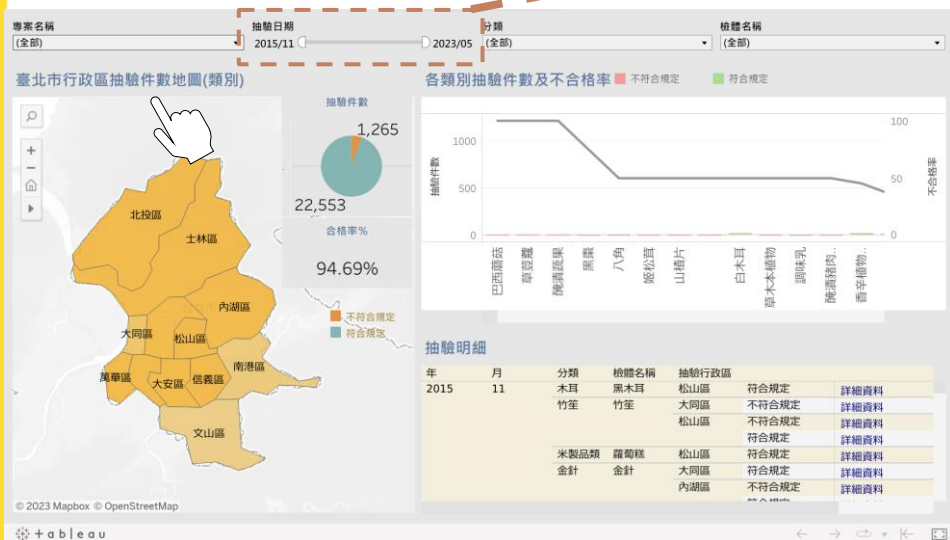 專案名稱
(全部)
抽驗日期
2015/11
2023/05
分類
(全部)
檢體名稱
(全部)
臺北市行政區抽驗件數地圖(類別)
抽驗件數
1,265
22,553
合格率%
94.69%
不符合規定
符合規定
北投區
士林區
內湖區
大同區
松山區
南港區
萬華區
大安區
信義區
文山區
© 2023 Mapbox © OpenStreetMap
各類別抽驗件數及不合格率
不符合規定
符合規定
抽驗件數
1000
500
0
100
50
0
不合格率
巴西蘑菇
草豆蔻
醃漬蔬果
黑棗
八角
姬松茸
山楂片
白木耳
草木本植物
調味乳
醃漬豬肉..
香辛植物..
抽驗明細
年 月 分類 檢體名稱 抽驗行政區
2015 11 木耳 黑木耳 松山區 符合規定 詳細資料
竹笙 竹笙 大同區 不符合規定 詳細資料
松山區 不符合規定 詳細資料
符合規定 詳細資料
米製品類 蘿蔔糕 松山區 符合規定 詳細資料
金針 金針 大同區 符合規定 詳細資料
內湖區 不符合規定 詳細資料
詳細資料
+ableau